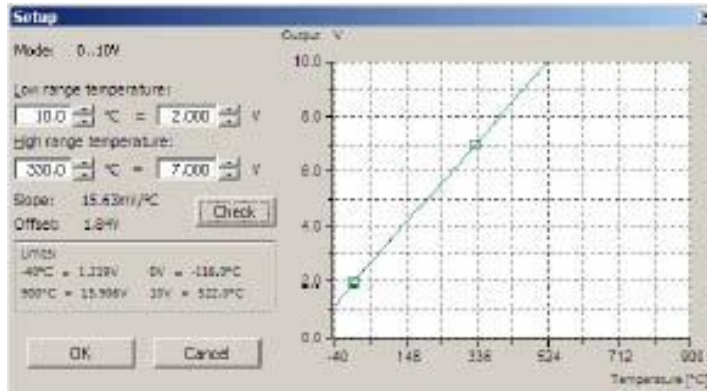 Setup
Mode: 0..10V
Low range temperature:
10.0 °C = 2.000 V
High range temperature:
330.0 °C = 7.000 V
Slope: 15.63mV/°C
Offset: 1.84V
Check
Limits
-40°C = 1.219V 0V = -118.0°C
900°C = 15.906V 10V = 522.0°C
OK Cancel
Output V
10.0
8.0
6.0
4.0
2.0
0.0
-40 148 336 524 712 900
Temperature [°C]